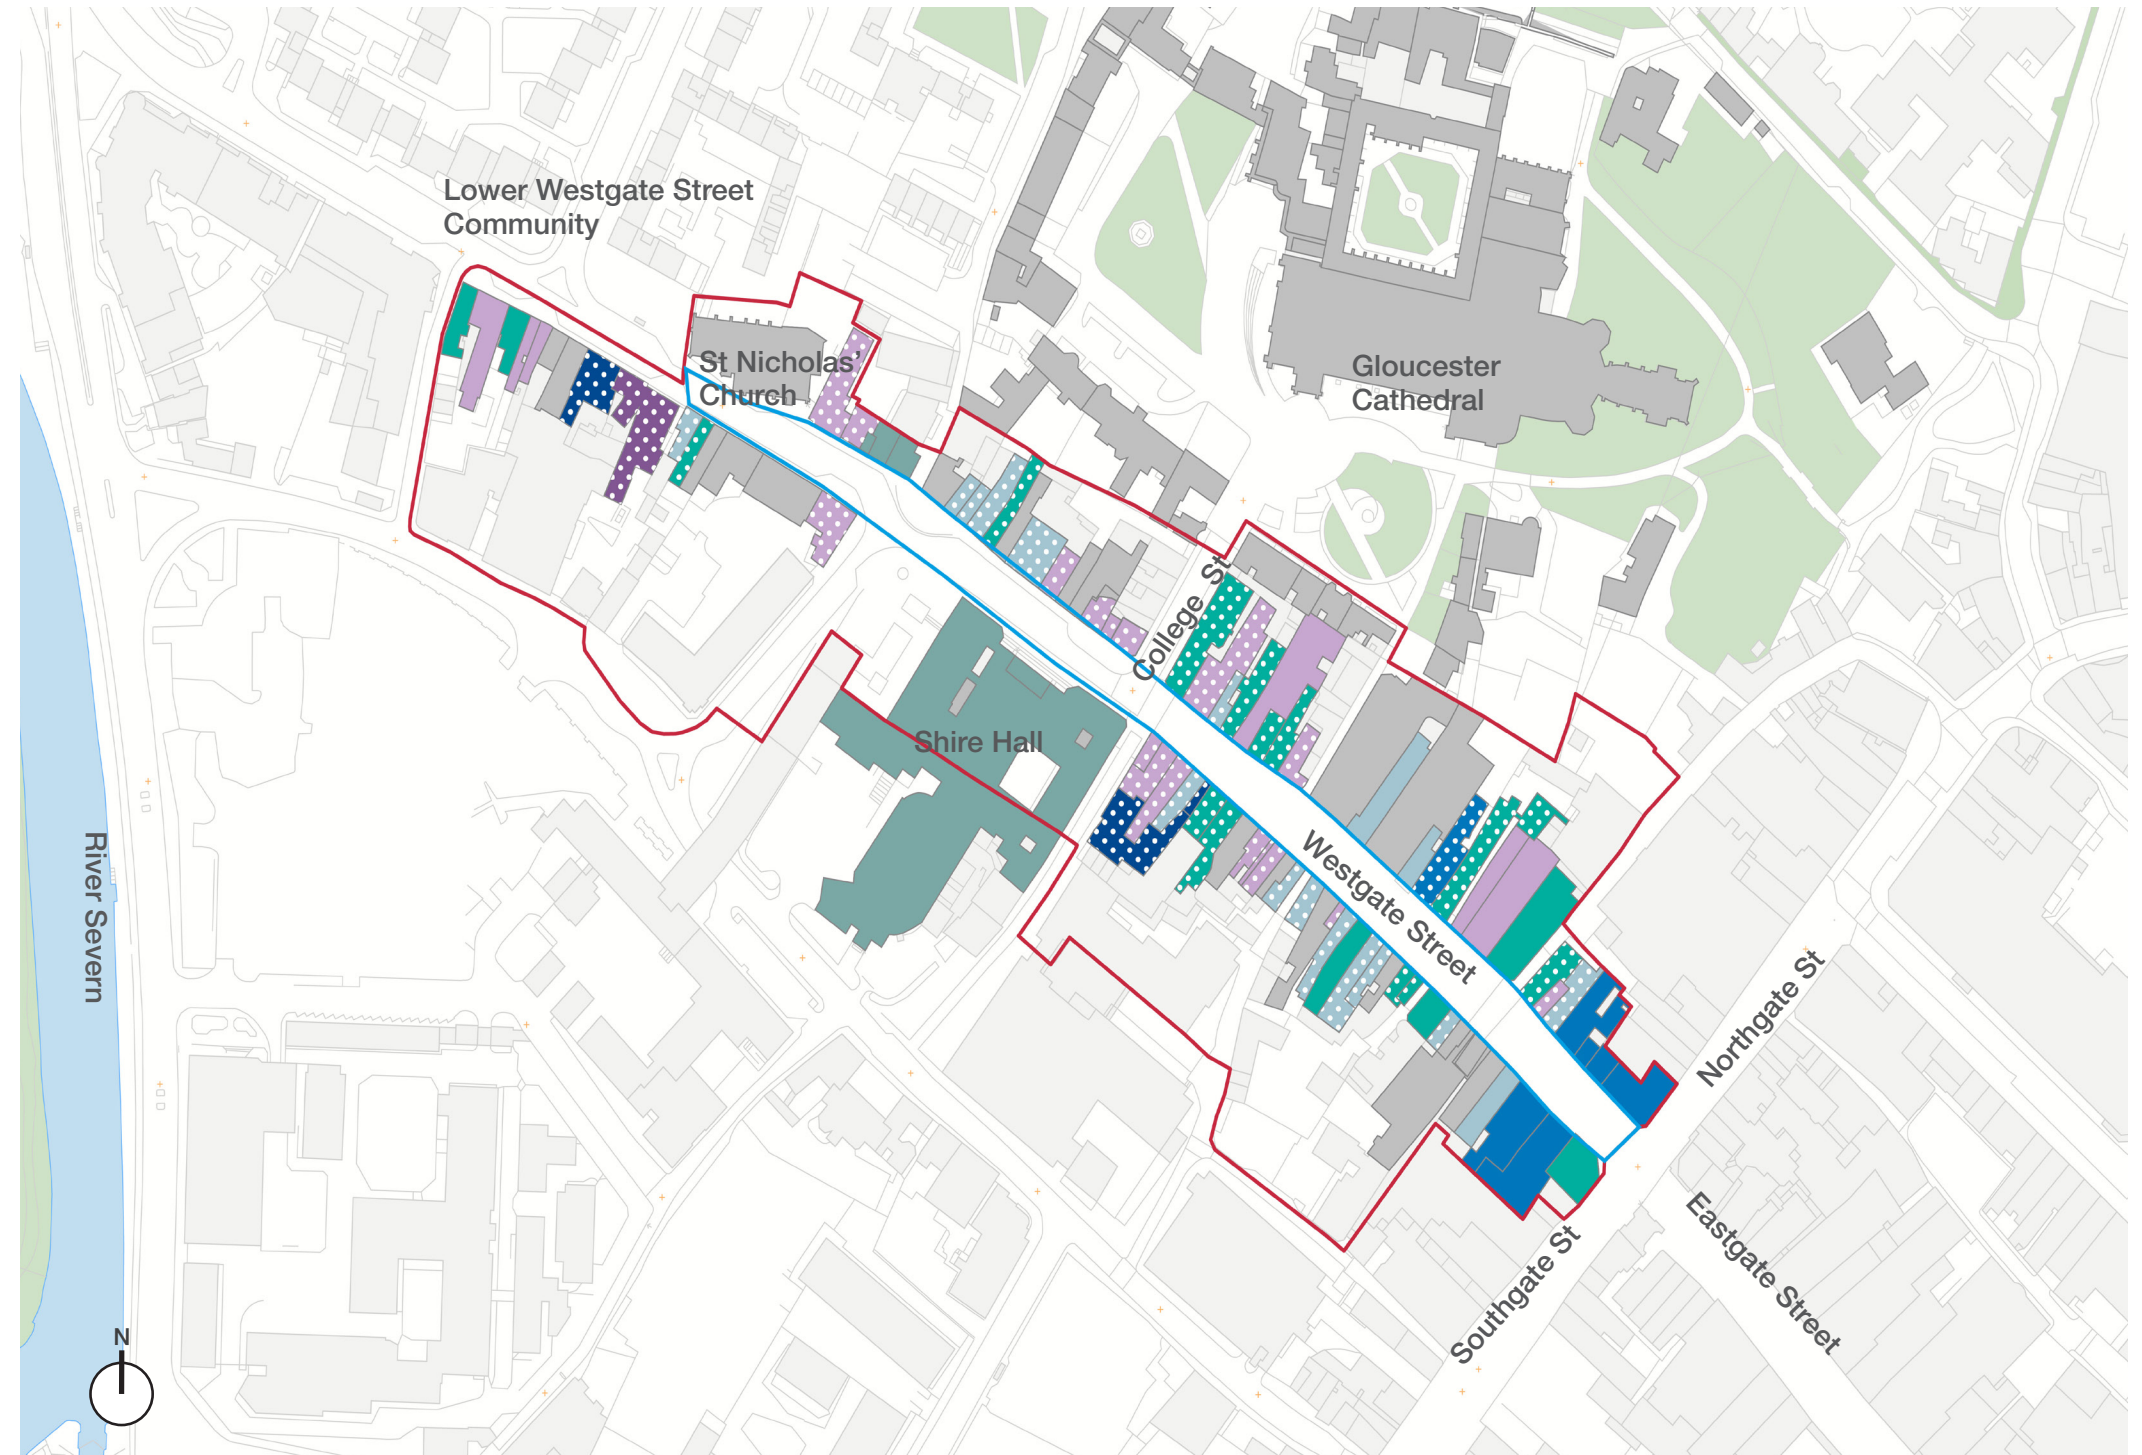 Lower Westgate Street
Community
St Nicholas'
Church
Gloucester
Cathedral
College St
Shire Hall
Westgate Street
River Severn
Northgate St
Eastgate Street
Southgate St
N